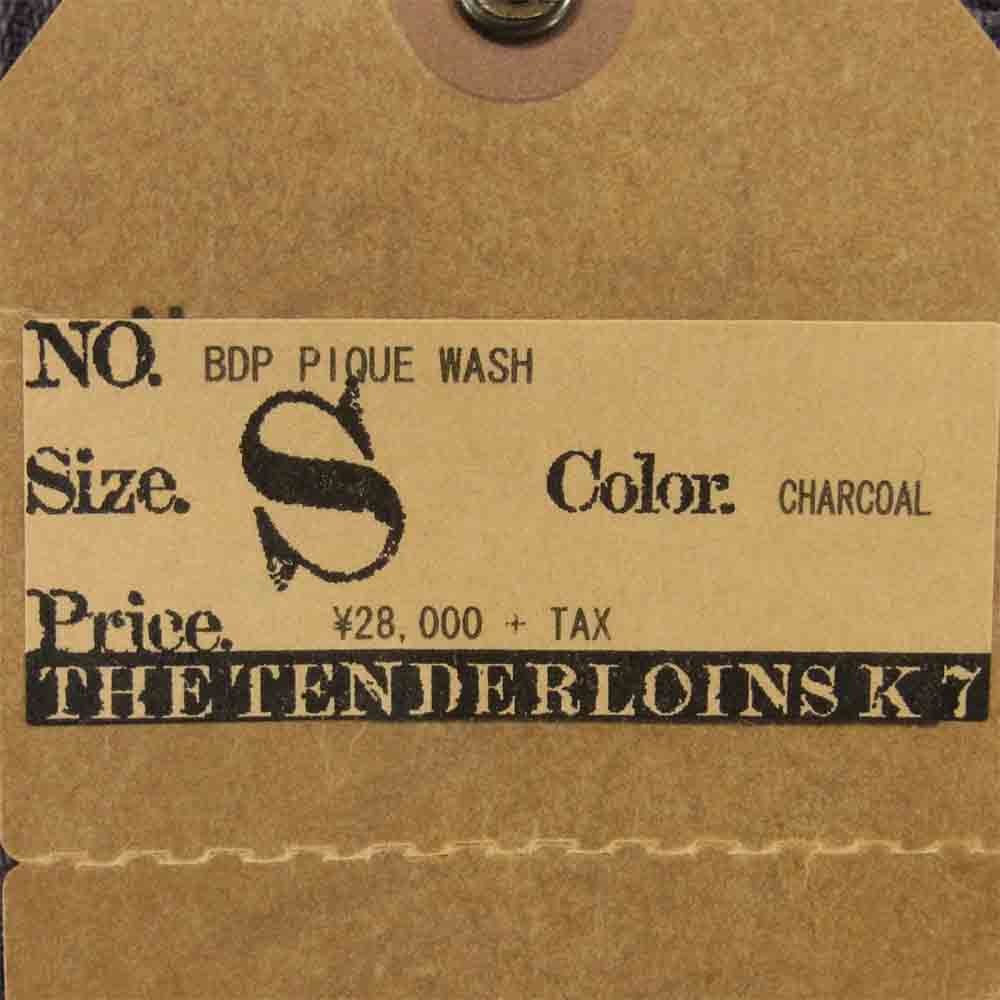 NO. BDP PIQUE WASH
Size. S Color. CHARCOAL
Price. ¥28,000 + TAX
THE TENDERLOINS K 7